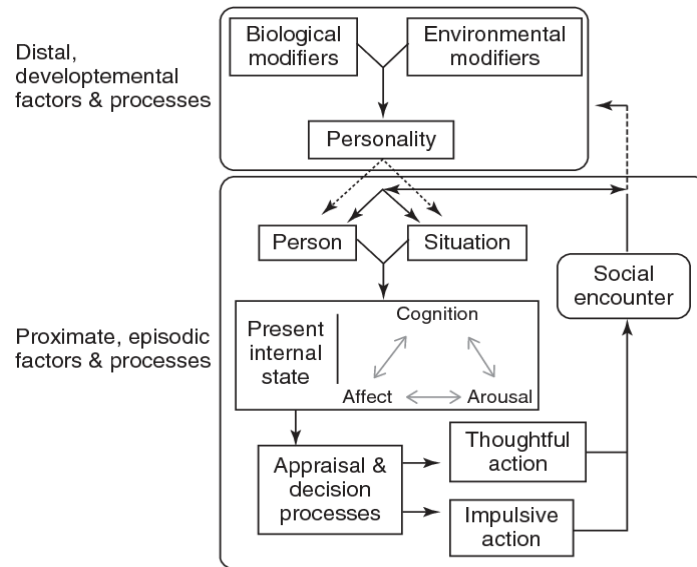 Distal,
developtemental
factors & processes
Biological
modifiers
Environmental
modifiers
Personality
Person
Situation
Social
encounter
Proximate, episodic
factors & processes
Present
internal
state
Cognition
Affect
Arousal
Appraisal &
decision
processes
Thoughtful
action
Impulsive
action